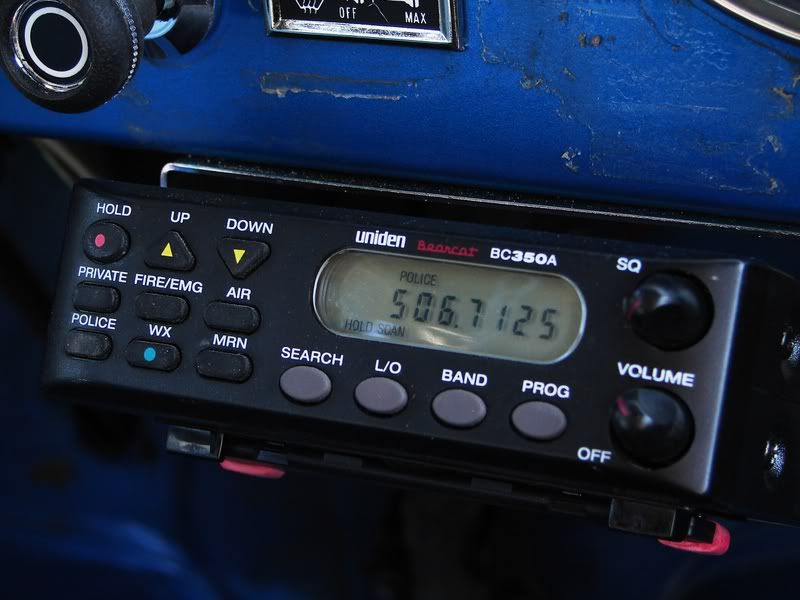 OFF MAX
HOLD UP DOWN
uniden Bearcat BC350A
SQ
PRIVATE FIRE/EMG AIR
POLICE
506.7125
HOLD SCAN
POLICE WX MRN
SEARCH L/O BAND PROG
VOLUME
OFF